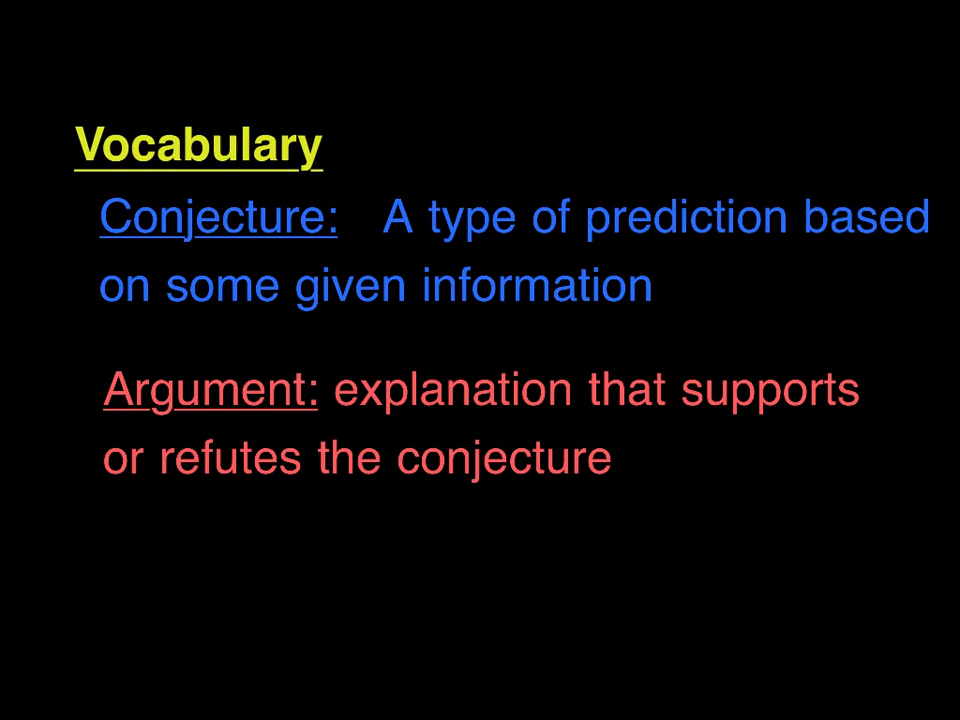 Vocabulary
Conjecture: A type of prediction based
on some given information
Argument: explanation that supports
or refutes the conjecture